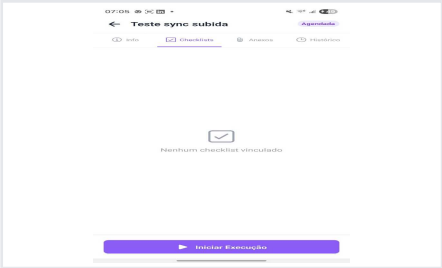 07:05
Teste sync subida
Agendada
Info
Checklists
Anexos
Histórico
Nenhum checklist vinculado
Iniciar Execução